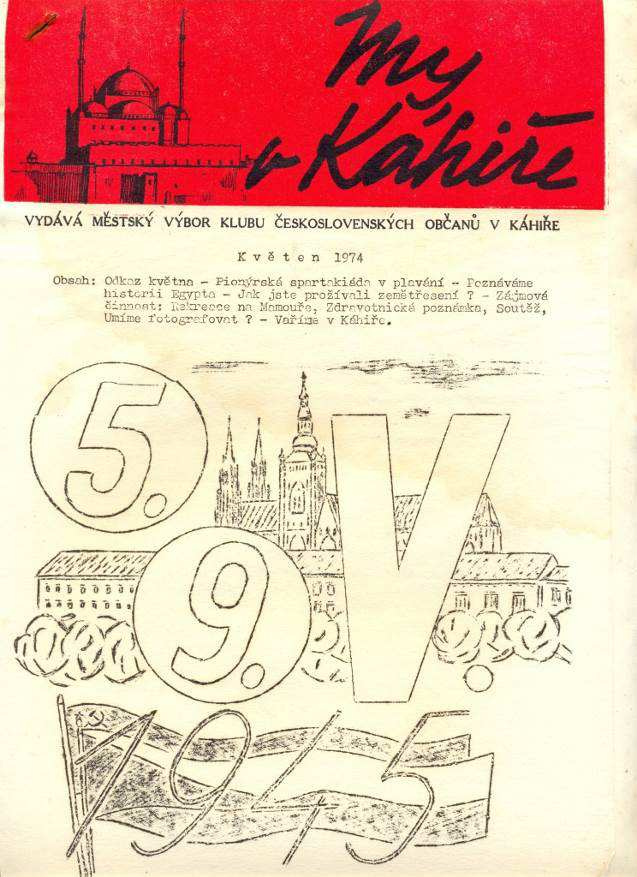 My
v Káhiře
VYDÁVÁ MĚSTSKÝ VÝBOR KLUBU ČESKOSLOVENSKÝCH OBČANŮ V KÁHIŘE
Květen 1974
Obsah: Odkaz května - Pionýrská spartakiáda v plavání - Poznáváme
historii Egypta - Jak jste prožívali zemětřesení ? - Zájmová
činnost: Rekreace na Mamouře, Zdravotnická poznámka, Soutěž,
Umíme fotografovat ? - Vaříme v Káhiře.
5. V.
9.
1945